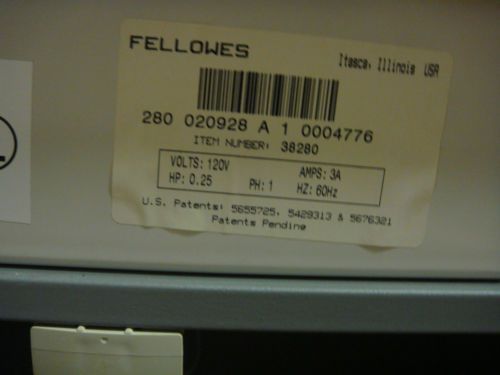 FELLOWES
Itasca, Illinois USA
280 020928 A 1 0004776
ITEM NUMBER: 38280
VOLTS: 120V AMPS: 3A
HP: 0.25 PH: 1 HZ: 60Hz
U.S. Patents: 5655725, 5429313 & 5676321
Patents Pending